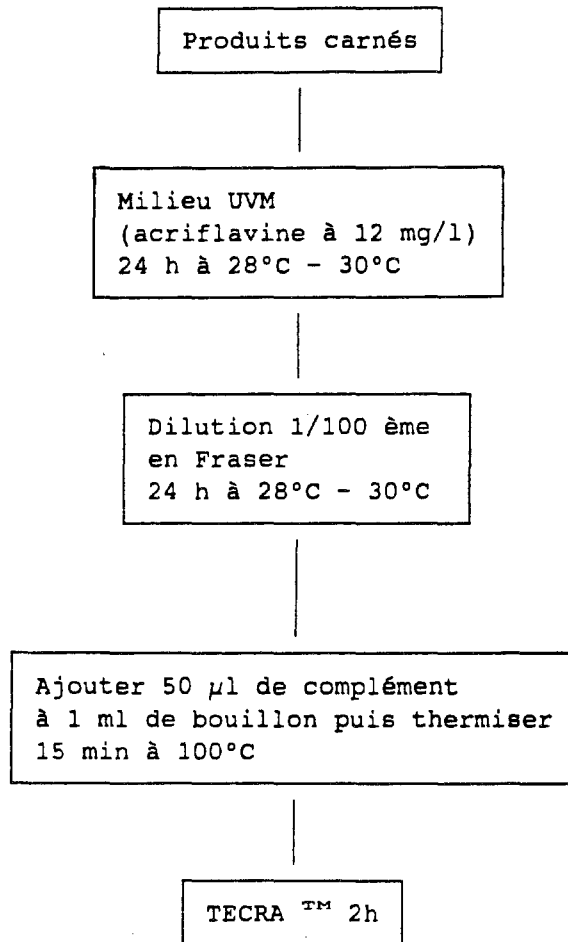 Produits carnés
Milieu UVM
(acriflavine à 12 mg/l)
24 h à 28°C - 30°C
Dilution 1/100 ème
en Fraser
24 h à 28°C - 30°C
Ajouter 50 µl de complément
à 1 ml de bouillon puis thermiser
15 min à 100°C
TECRA ™ 2h